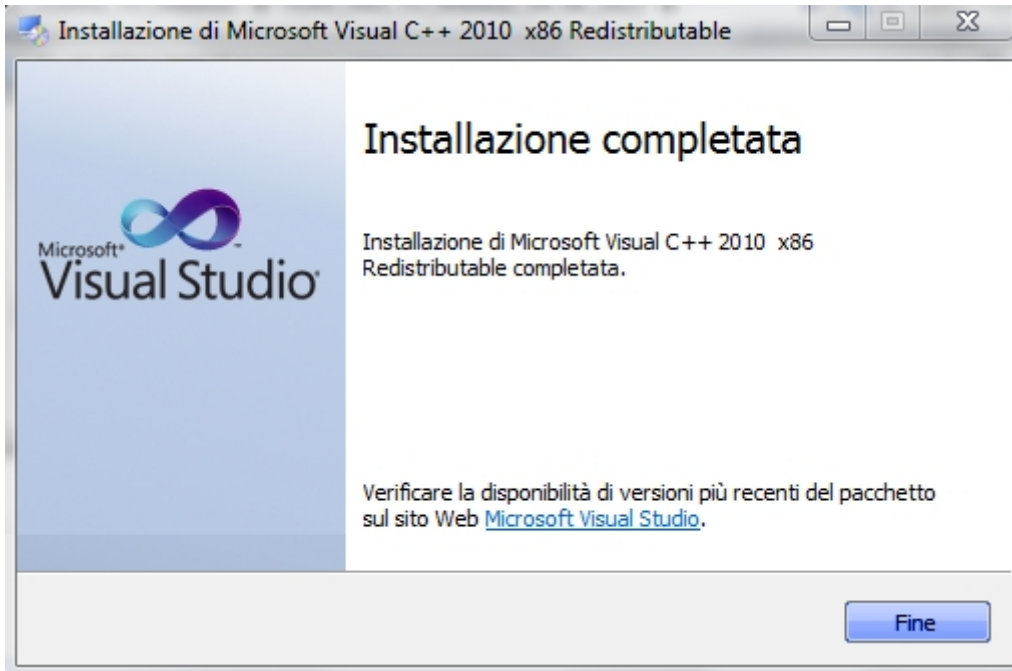 Installazione di Microsoft Visual C++ 2010  x86 Redistributable
Installazione completata
Installazione di Microsoft Visual C++ 2010  x86
Redistributable completata.
Microsoft®
Visual Studio®
Verificare la disponibilità di versioni più recenti del pacchetto
sul sito Web Microsoft Visual Studio.
Fine